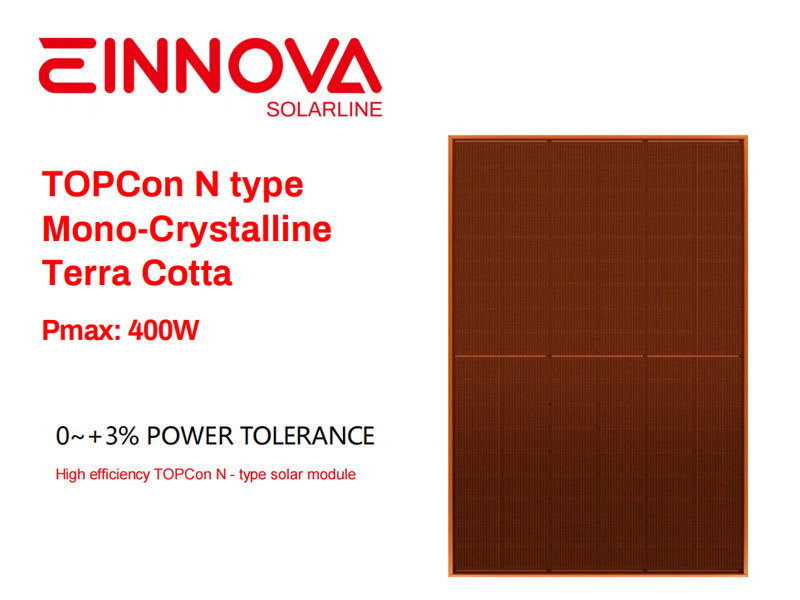 EINNOVA
SOLARLINE
TOPCon N type
Mono-Crystalline
Terra Cotta
Pmax: 400W
0~+3% POWER TOLERANCE
High efficiency TOPCon N - type solar module